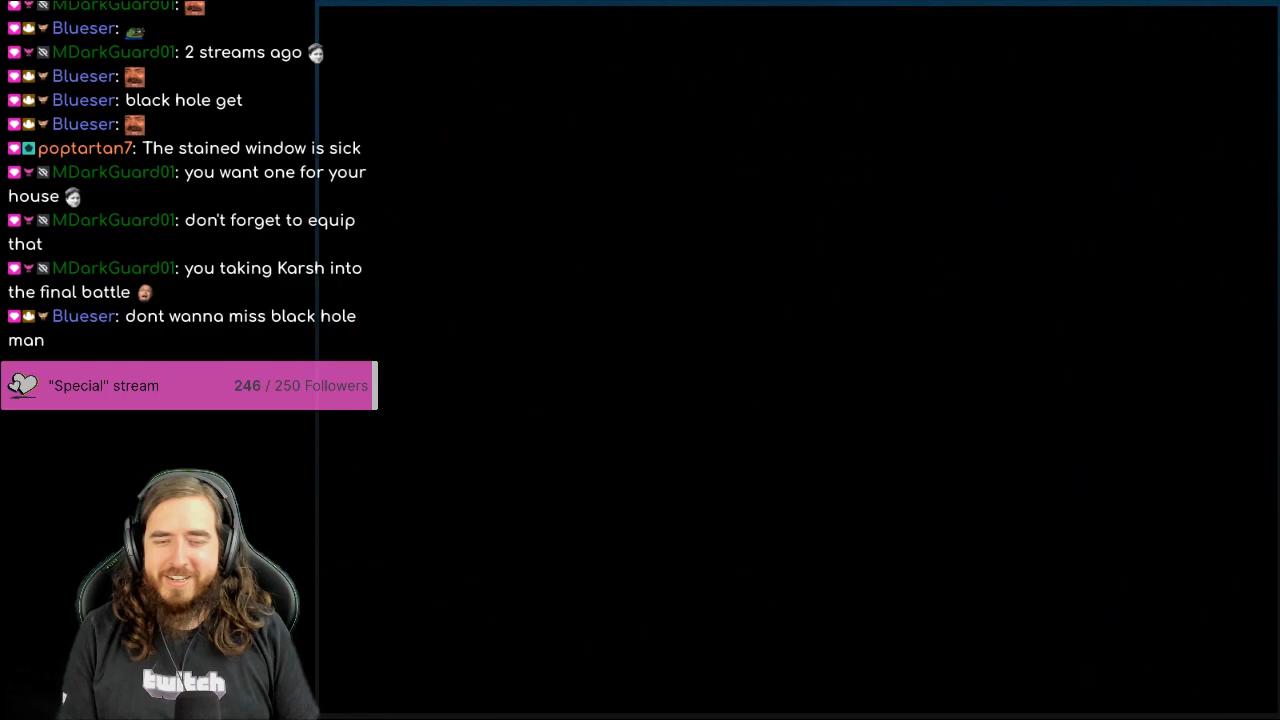 MDarkGuard01:
Blueser:
MDarkGuard01: 2 streams ago
Blueser:
Blueser: black hole get
Blueser:
poptartan7: The stained window is sick
MDarkGuard01: you want one for your
house
MDarkGuard01: don't forget to equip
that
MDarkGuard01: you taking Karsh into
the final battle
Blueser: dont wanna miss black hole
man
"Special" stream 246 / 250 Followers
twitch